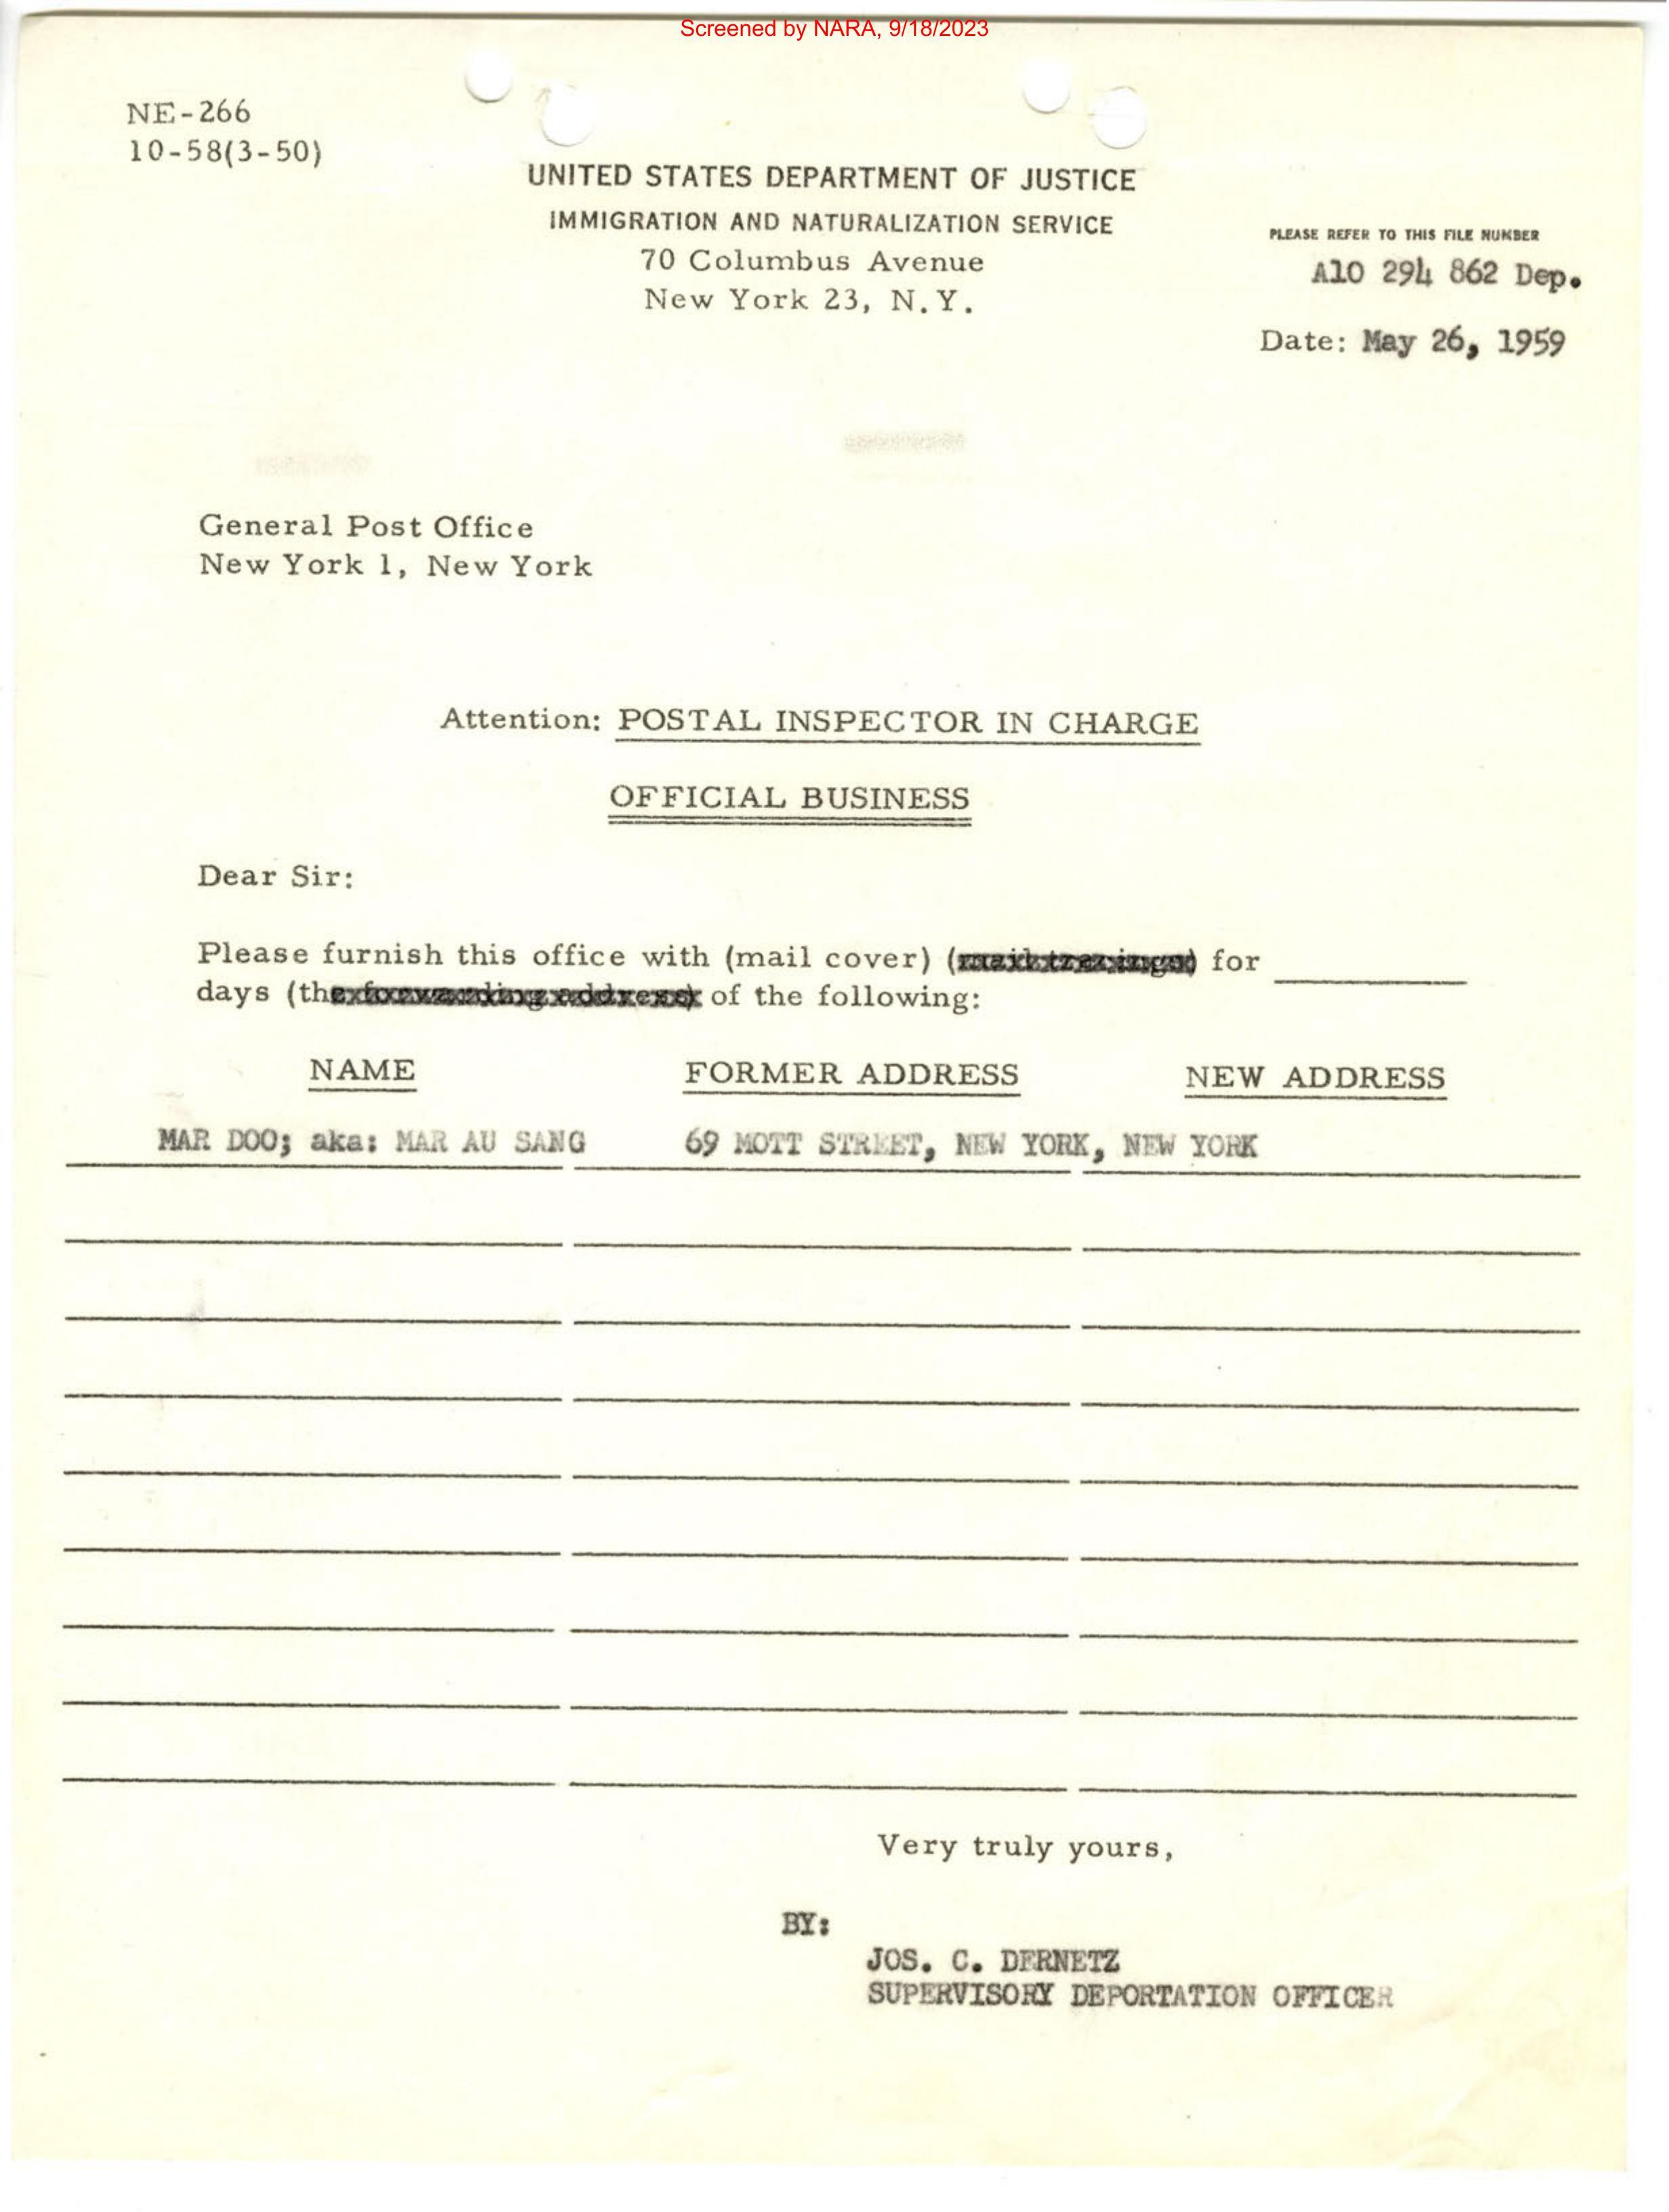 Screened by NARA, 9/18/2023
NE-266
10-58(3-50)
UNITED STATES DEPARTMENT OF JUSTICE
IMMIGRATION AND NATURALIZATION SERVICE
70 Columbus Avenue
New York 23, N.Y.
PLEASE REFER TO THIS FILE NUMBER
A10 294 862 Dep.
Date: May 26, 1959
General Post Office
New York 1, New York
Attention: POSTAL INSPECTOR IN CHARGE
OFFICIAL BUSINESS
Dear Sir:
Please furnish this office with (mail cover) (mail tracings) for
days (the forwarding address) of the following:
NAME FORMER ADDRESS NEW ADDRESS
MAR DOO; aka: MAR AU SANG 69 MOTT STREET, NEW YORK, NEW YORK
Very truly yours,
BY:
JOS. C. DERNETZ
SUPERVISORY DEPORTATION OFFICER